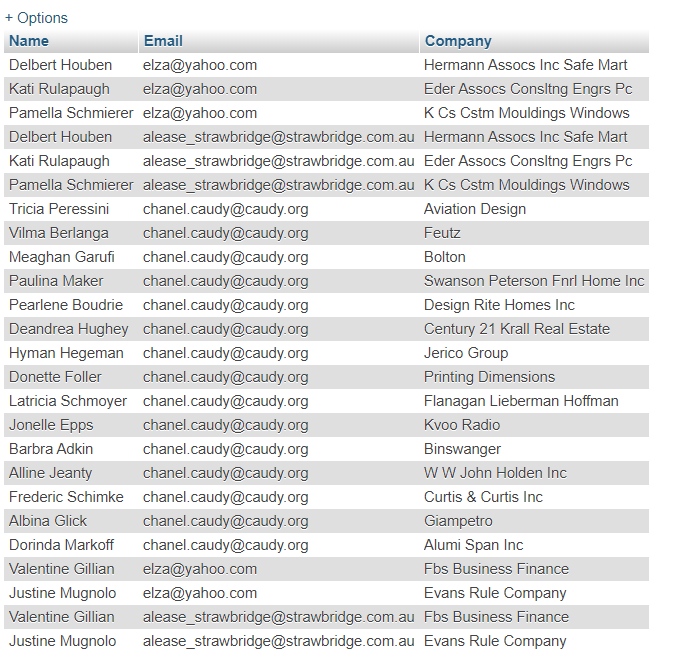 + Options
Name Email Company
Delbert Houben elza@yahoo.com Hermann Assocs Inc Safe Mart
Kati Rulapaugh elza@yahoo.com Eder Assocs Consltng Engrs Pc
Pamella Schmierer elza@yahoo.com K Cs Cstm Mouldings Windows
Delbert Houben alease_strawbridge@strawbridge.com.au Hermann Assocs Inc Safe Mart
Kati Rulapaugh alease_strawbridge@strawbridge.com.au Eder Assocs Consltng Engrs Pc
Pamella Schmierer alease_strawbridge@strawbridge.com.au K Cs Cstm Mouldings Windows
Tricia Peressini chanel.caudy@caudy.org Aviation Design
Vilma Berlanga chanel.caudy@caudy.org Feutz
Meaghan Garufi chanel.caudy@caudy.org Bolton
Paulina Maker chanel.caudy@caudy.org Swanson Peterson Fnrl Home Inc
Pearlene Boudrie chanel.caudy@caudy.org Design Rite Homes Inc
Deandrea Hughey chanel.caudy@caudy.org Century 21 Krall Real Estate
Hyman Hegeman chanel.caudy@caudy.org Jerico Group
Donette Foller chanel.caudy@caudy.org Printing Dimensions
Latricia Schmoyer chanel.caudy@caudy.org Flanagan Lieberman Hoffman
Jonelle Epps chanel.caudy@caudy.org Kvoo Radio
Barbra Adkin chanel.caudy@caudy.org Binswanger
Alline Jeanty chanel.caudy@caudy.org W W John Holden Inc
Frederic Schimke chanel.caudy@caudy.org Curtis & Curtis Inc
Albina Glick chanel.caudy@caudy.org Giampetro
Dorinda Markoff chanel.caudy@caudy.org Alumi Span Inc
Valentine Gillian elza@yahoo.com Fbs Business Finance
Justine Mugnolo elza@yahoo.com Evans Rule Company
Valentine Gillian alease_strawbridge@strawbridge.com.au Fbs Business Finance
Justine Mugnolo alease_strawbridge@strawbridge.com.au Evans Rule Company